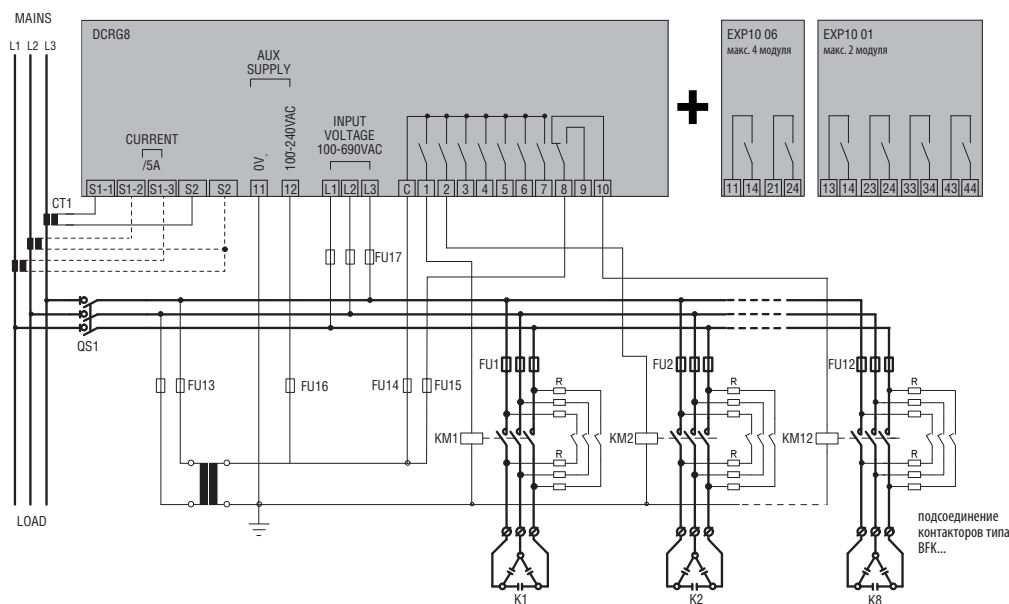 MAINS
L1 L2 L3
DCRG8
AUX
SUPPLY
CURRENT
/5A
0V.
100-240VAC
INPUT
VOLTAGE
100-690VAC
S1-1 S1-2 S1-3 S2 S2 11 12 L1 L2 L3 C 1 2 3 4 5 6 7 8 9 10
EXP10 06
макс. 4 модуля
11 14 21 24
EXP10 01
макс. 2 модуля
13 14 23 24 33 34 43 44
CT1
FU17
QS1
FU13
FU16
FU14
FU15
FU1
FU2
FU12
R
R
R
R
R
R
KM1
KM2
KM12
LOAD
K1
K2
K8
подсоединение
контакторов типа
BFK...